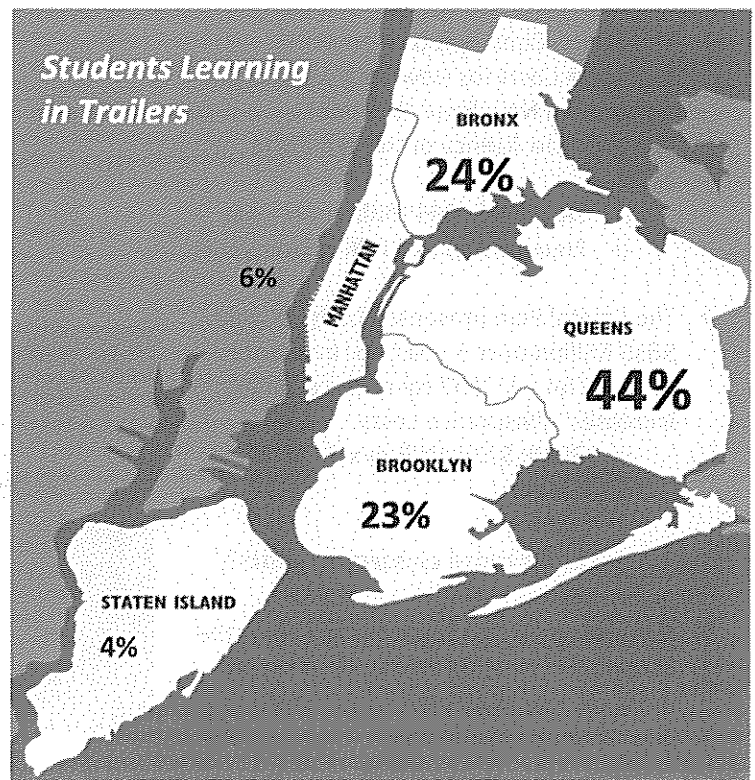 Students Learning
in Trailers
BRONX
24%
6%
MANHATTAN
QUEENS
44%
BROOKLYN
23%
STATEN ISLAND
4%